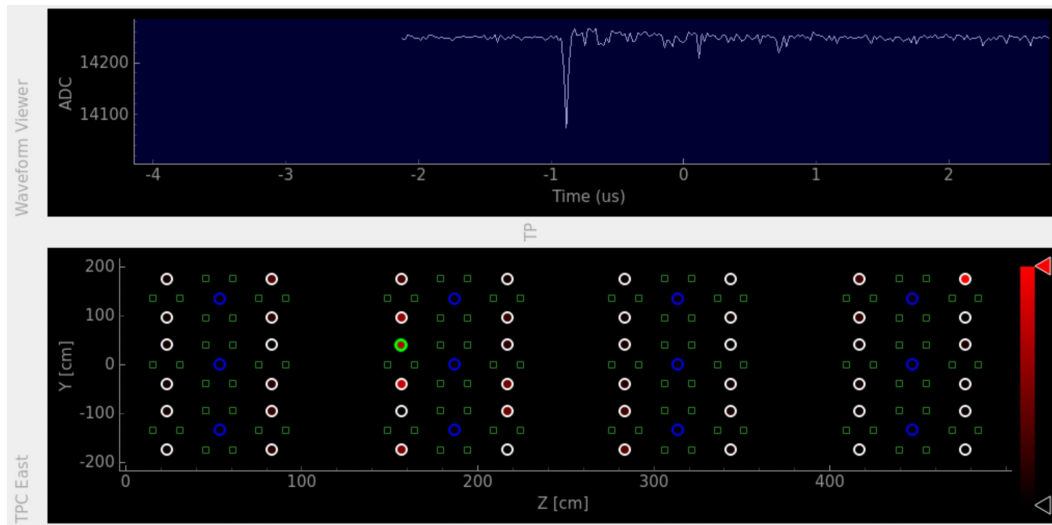 Waveform Viewer
ADC
14200
14100
-4 -3 -2 -1 0 1 2
Time (us)
TP
TPC East
Y [cm]
200
100
0
-100
-200
0 100 200 300 400
Z [cm]